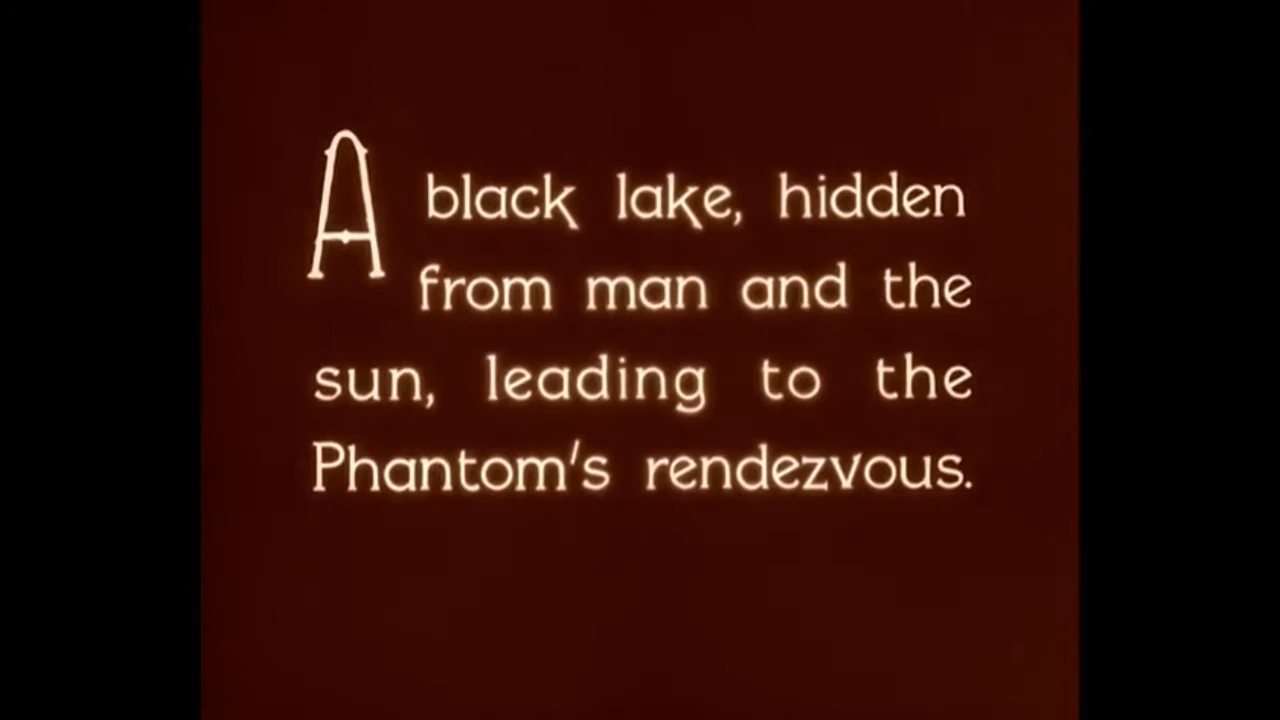 A black lake, hidden
from man and the
sun, leading to the
Phantom's rendezvous.